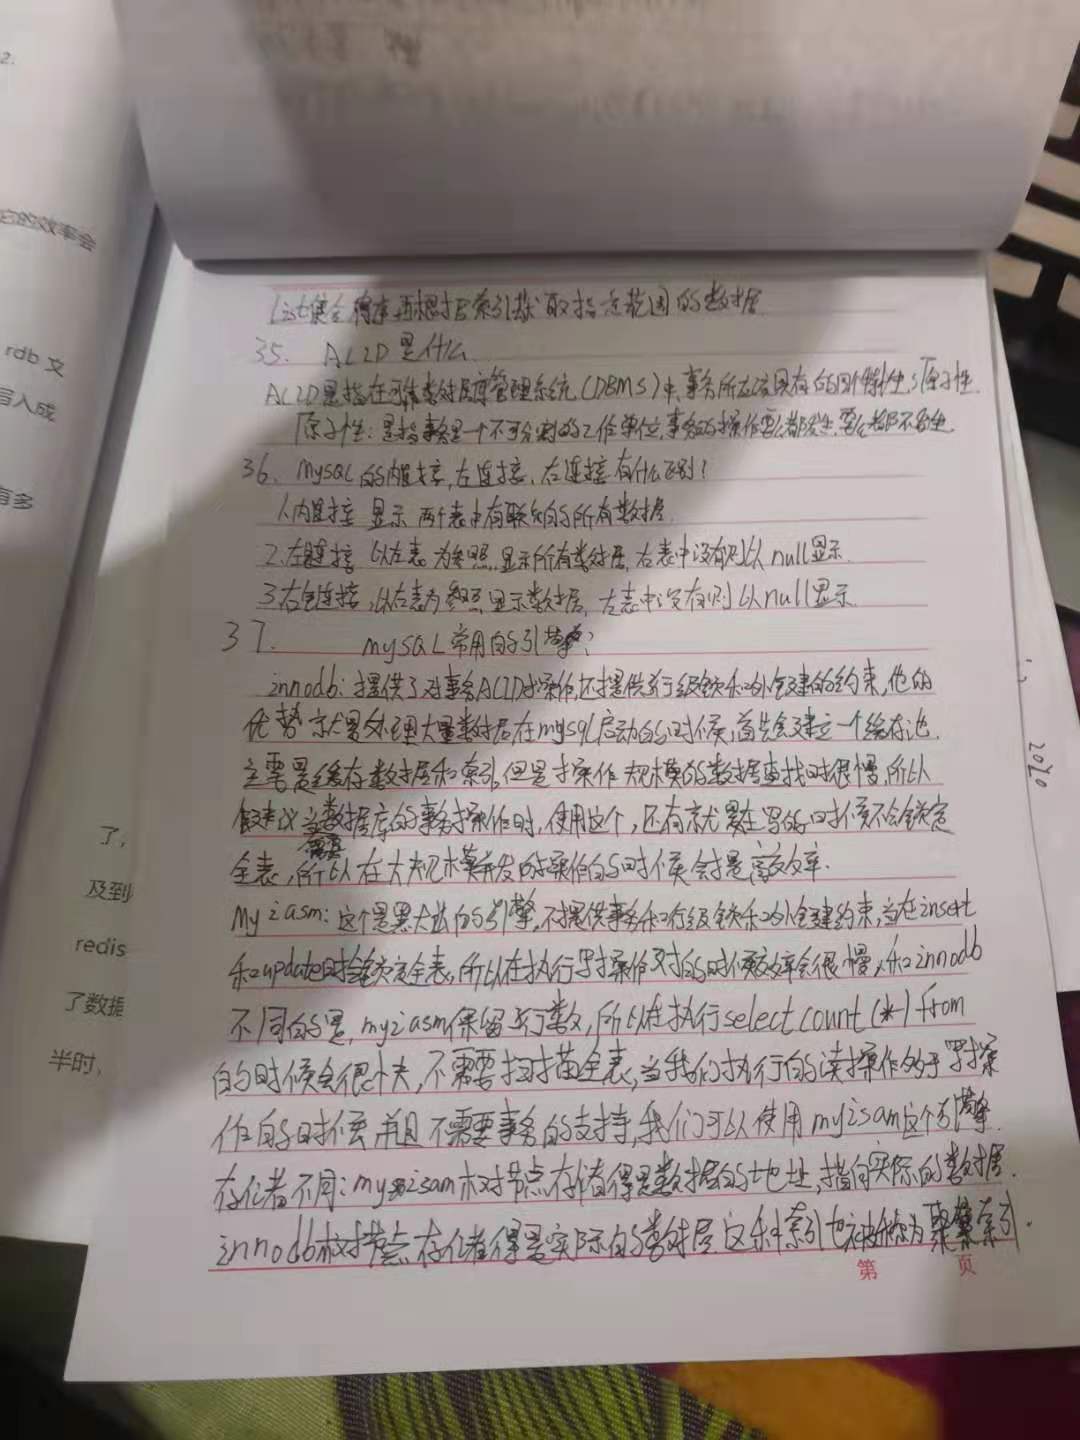 2.
它的效率会
rdb 文
写入成
有多
了,
及到
redis
了数据
半时,
2020
List集合 排序再根据索引 取指定范围的数据
35. ACID是什么
ACID是指在可靠数据库管理系统(DBMS)中,事务所应该具有的四个特性:原子性.
原子性:是指事务是一个不可分割的工作单位,事务的操作要么都发生,要么都不发生.
36. mysql的内连接,左连接,右连接有什么区别?
1.内连接 显示两个表中有联系的所有数据
2.左连接 以左表为参照,显示所有数据,右表中没有则以null显示
3.右连接,以右表为参照显示数据,左表中没有则以null显示
37. mysql常用的引擎?
innodb:提供了对事务ACID操作,还提供了行级锁和外键的约束,他的
优势就是处理大量数据在mysql启动的时候,首先会建立一个缓存池.
主要是缓存数据和索引,但是操作规模的数据查找时很慢,所以
建议当数据库的事务操作时,使用这个,还有就是在写的时候不会锁定
全表,所以在大规模并发的操作的时候会提高效率.
Myiasm:这个是默认的引擎,不提供事务和行级锁和外键约束,当在insert
和update时会锁定全表,所以在执行写操作的时候效率会很慢,和innodb
不同的是,myiasm保留了行数,所以在执行select count(*) from
的时候会很快,不需要扫描全表,当我们执行的读操作多于写操
作的时候,并且不需要事务的支持,我们可以使用myisam这个引擎.
存储者不同:myisam树节点存储得是数据的地址,指向实际的数据.
innodb树节点存储得是实际的数据 这种索引也被称为聚集索引.
第 页